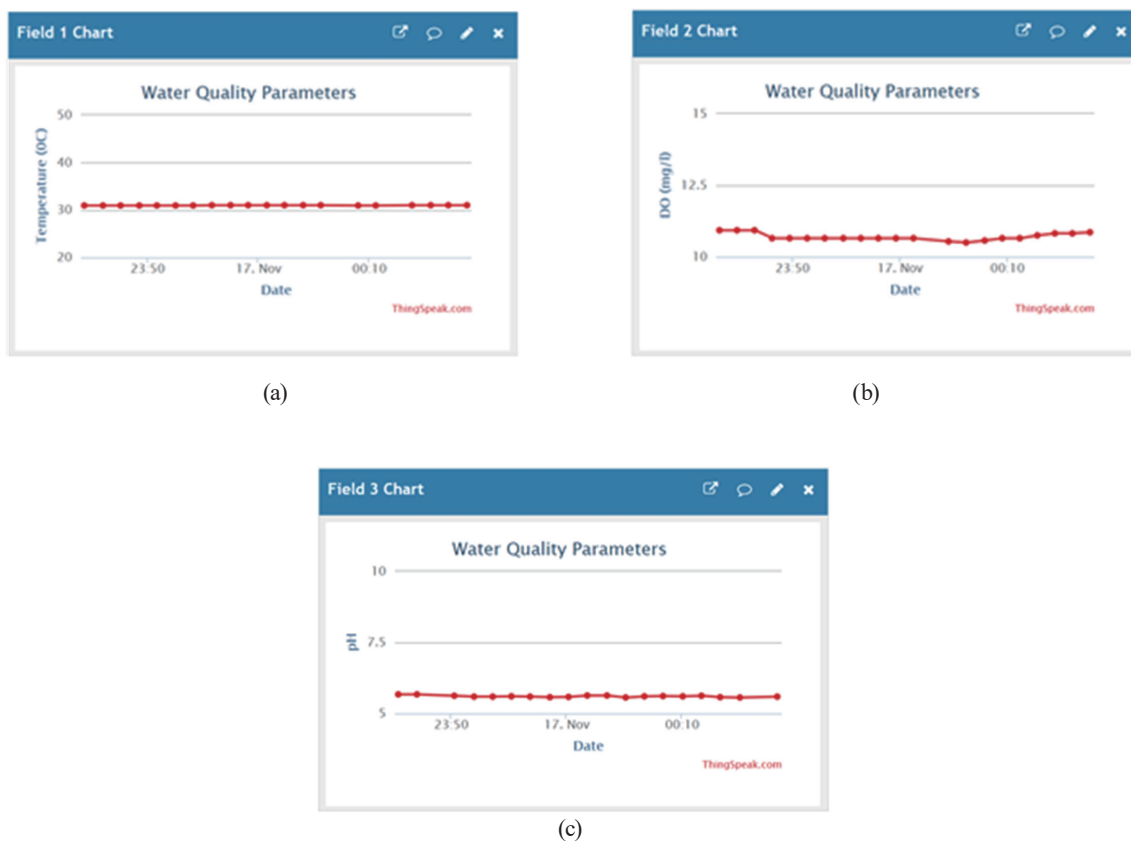 Field 1 Chart
Water Quality Parameters
50
40
30
20
Temperature (0C)
23:50 17. Nov 00:10
Date
ThingSpeak.com
(a)
Field 2 Chart
Water Quality Parameters
15
12.5
10
DO (mg/l)
23:50 17. Nov 00:10
Date
ThingSpeak.com
(b)
Field 3 Chart
Water Quality Parameters
10
7.5
5
pH
23:50 17. Nov 00:10
Date
ThingSpeak.com
(c)